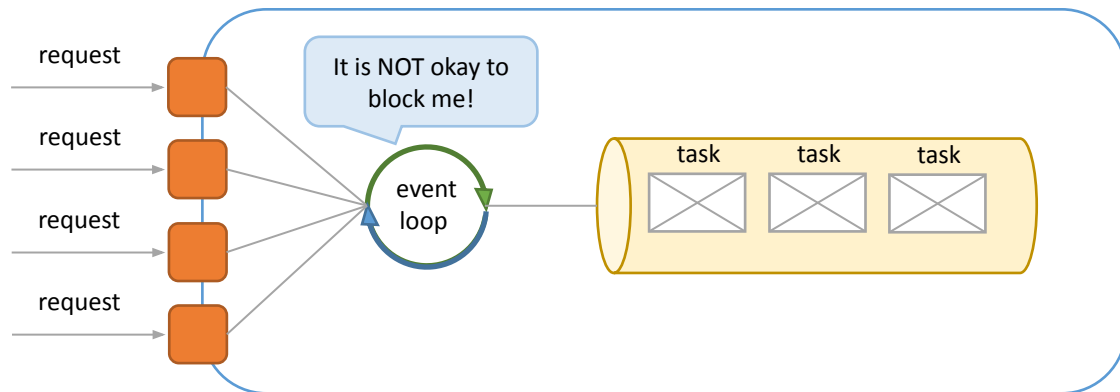 request
request
request
request
It is NOT okay to
block me!
event
loop
task task task